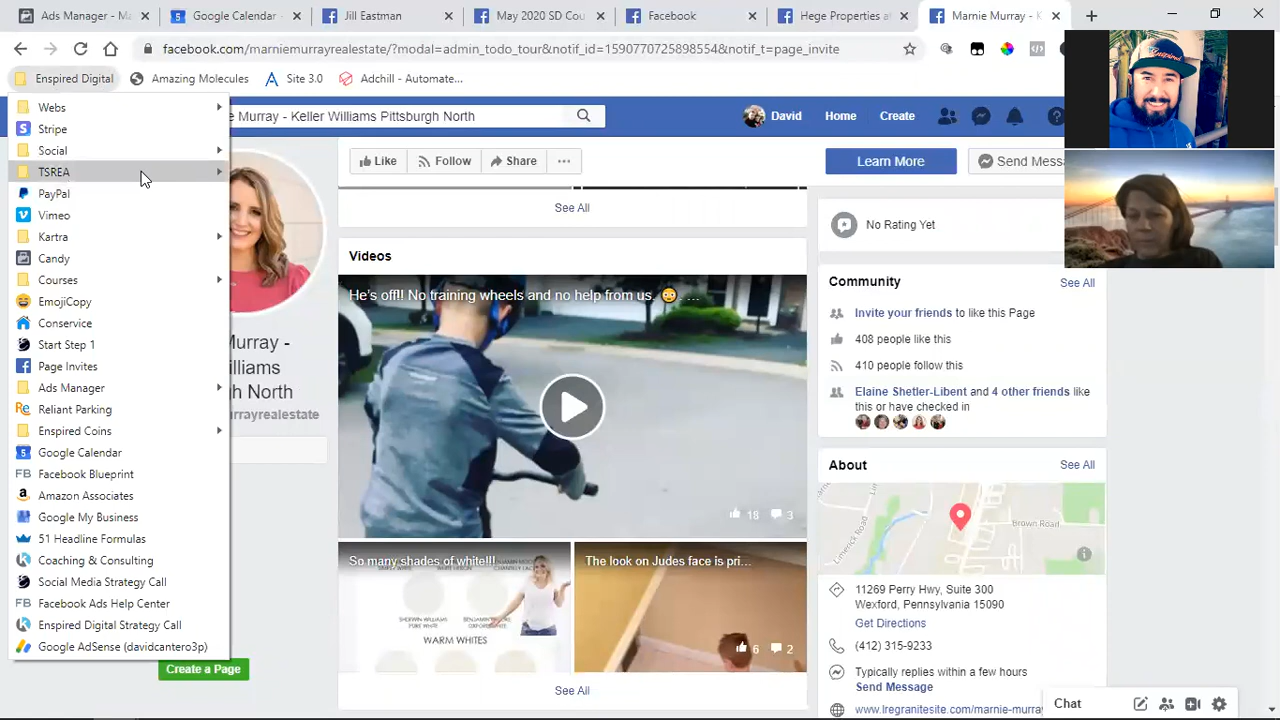 Ads Manager - Ma
Google Calendar -
Jill Eastman
May 2020 SD Cou
Facebook
Hege Properties at
Marnie Murray - K
facebook.com/marniemurrayrealestate/?modal=admin_todo_tour&notif_id=1590770725898554&notif_t=page_invite
Enspired Digital
Amazing Molecules
Site 3.0
Adchill - Automate...
e Murray - Keller Williams Pittsburgh North
David
Home
Create
Webs
Stripe
Social
TSREA
PayPal
Vimeo
Kartra
Candy
Courses
EmojiCopy
Conservice
Start Step 1
Page Invites
Ads Manager
Reliant Parking
Enspired Coins
Google Calendar
Facebook Blueprint
Amazon Associates
Google My Business
51 Headline Formulas
Coaching & Consulting
Social Media Strategy Call
Facebook Ads Help Center
Enspired Digital Strategy Call
Google AdSense (davidcantero3p)
Murray -
illiams
h North
urrayrealestate
Create a Page
Like
Follow
Share
Learn More
Send Mess
See All
Videos
He's off!! No training wheels and no help from us. 😳. ...
18
3
So many shades of white!!!
WARM WHITES
The look on Judes face is pri...
6
2
See All
No Rating Yet
Community
See All
Invite your friends to like this Page
408 people like this
410 people follow this
Elaine Shetler-Libent and 4 other friends like
this or have checked in
About
See All
Limerick Rd
Brown Road
11269 Perry Hwy, Suite 300
Wexford, Pennsylvania 15090
Get Directions
(412) 315-9233
Typically replies within a few hours
Send Message
www.lregranitesite.com/marnie-murray
Chat